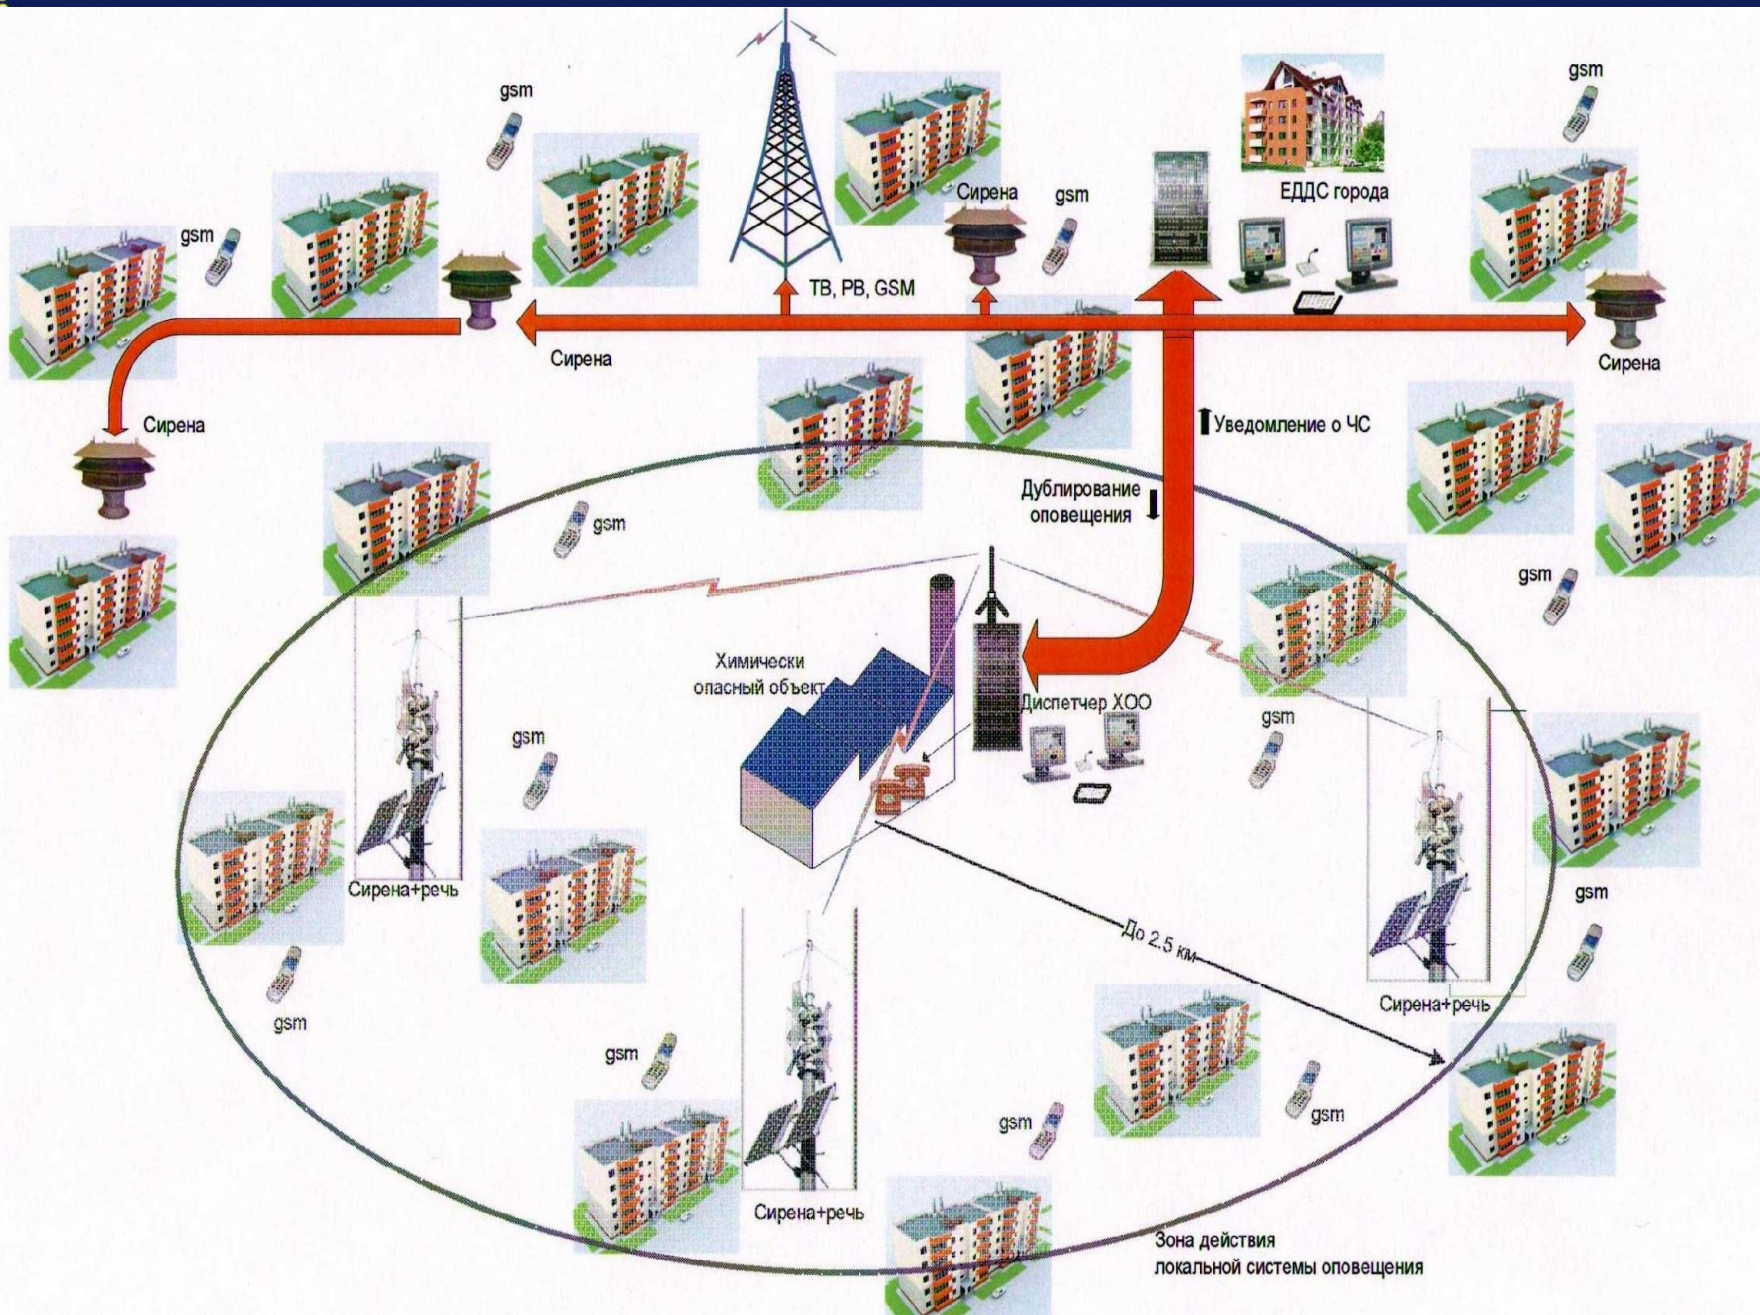 gsm
gsm
ЕДДС города
Сирена
gsm
gsm
ТВ, РВ, GSM
Сирена
Сирена
Сирена
Уведомление о ЧС
Дублирование
оповещения
gsm
gsm
Химически
опасный объект
Диспетчер ХОО
gsm
gsm
Сирена+речь
gsm
До 2.5 км
Сирена+речь
gsm
gsm
gsm
gsm
Сирена+речь
Зона действия
локальной системы оповещения